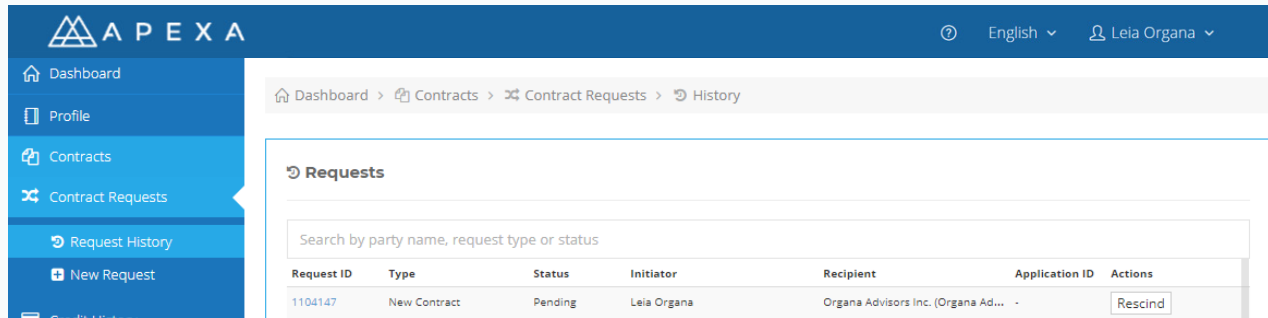 APEXA
English
Leia Organa
Dashboard
Profile
Contracts
Contract Requests
Request History
New Request
Dashboard > Contracts > Contract Requests > History
Requests
Search by party name, request type or status
Request ID Type Status Initiator Recipient Application ID Actions
1104147 New Contract Pending Leia Organa Organa Advisors Inc. (Organa Ad... - Rescind